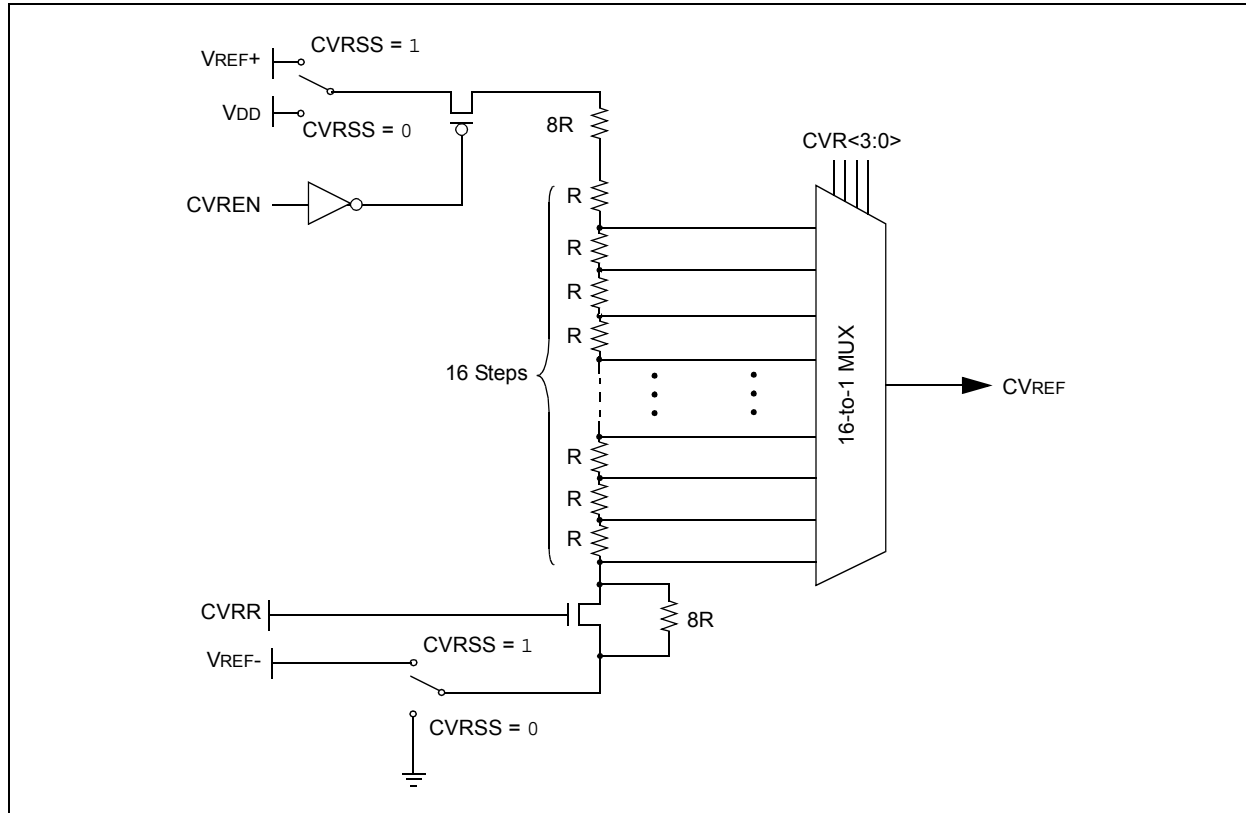 CVRSS = 1
VREF+
VDD
CVRSS = 0
8R
CVR<3:0>
CVREN
R
R
R
R
16 Steps
16-to-1 MUX
CVREF
R
R
R
CVRR
8R
CVRSS = 1
VREF-
CVRSS = 0